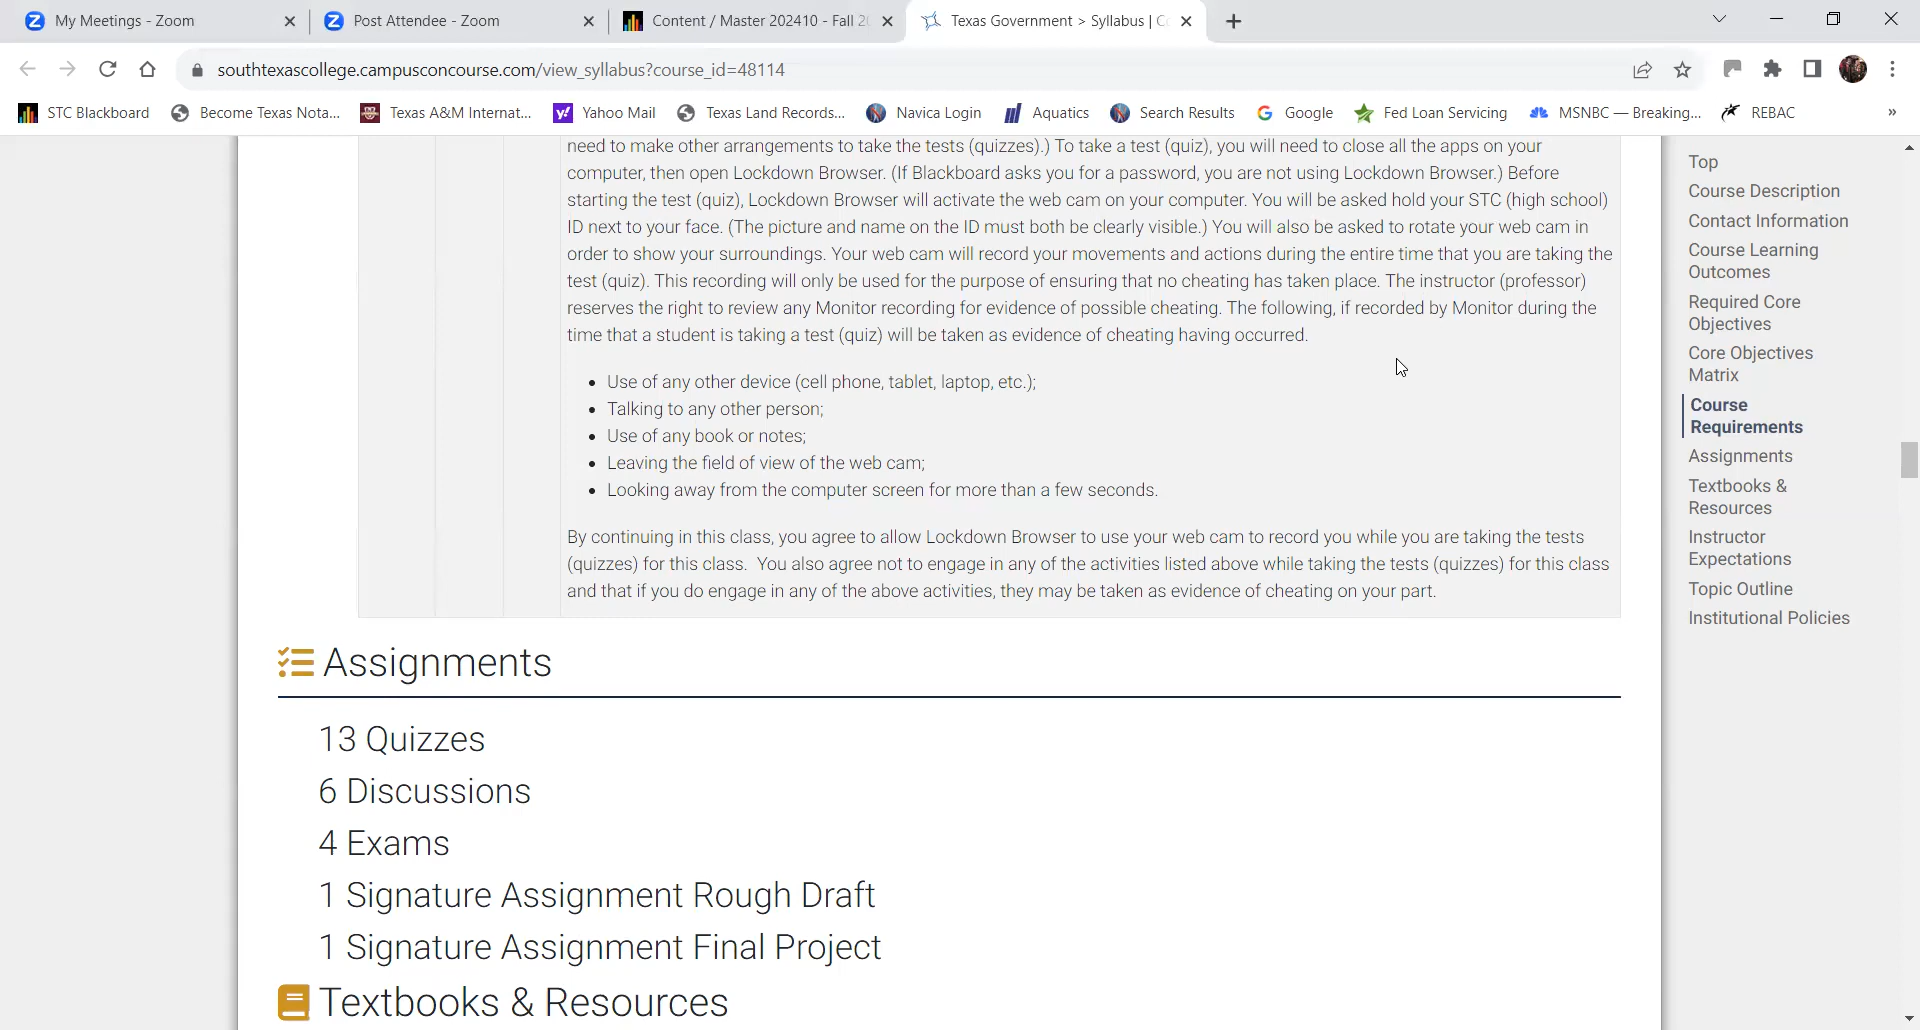 My Meetings - Zoom
Post Attendee - Zoom
Content / Master 202410 - Fall 20
Texas Government > Syllabus | Co
southtexascollege.campusconcourse.com/view_syllabus?course_id=48114
STC Blackboard
Become Texas Nota...
Texas A&M Internat...
Yahoo Mail
Texas Land Records...
Navica Login
Aquatics
Search Results
Google
Fed Loan Servicing
MSNBC — Breaking...
REBAC
»
need to make other arrangements to take the tests (quizzes).) To take a test (quiz), you will need to close all the apps on your
computer, then open Lockdown Browser. (If Blackboard asks you for a password, you are not using Lockdown Browser.) Before
starting the test (quiz), Lockdown Browser will activate the web cam on your computer. You will be asked hold your STC (high school)
ID next to your face. (The picture and name on the ID must both be clearly visible.) You will also be asked to rotate your web cam in
order to show your surroundings. Your web cam will record your movements and actions during the entire time that you are taking the
test (quiz). This recording will only be used for the purpose of ensuring that no cheating has taken place. The instructor (professor)
reserves the right to review any Monitor recording for evidence of possible cheating. The following, if recorded by Monitor during the
time that a student is taking a test (quiz) will be taken as evidence of cheating having occurred.
• Use of any other device (cell phone, tablet, laptop, etc.);
• Talking to any other person;
• Use of any book or notes;
• Leaving the field of view of the web cam;
• Looking away from the computer screen for more than a few seconds.
By continuing in this class, you agree to allow Lockdown Browser to use your web cam to record you while you are taking the tests
(quizzes) for this class. You also agree not to engage in any of the activities listed above while taking the tests (quizzes) for this class
and that if you do engage in any of the above activities, they may be taken as evidence of cheating on your part.
Assignments
13 Quizzes
6 Discussions
4 Exams
1 Signature Assignment Rough Draft
1 Signature Assignment Final Project
Textbooks & Resources
Top
Course Description
Contact Information
Course Learning
Outcomes
Required Core
Objectives
Core Objectives
Matrix
Course
Requirements
Assignments
Textbooks &
Resources
Instructor
Expectations
Topic Outline
Institutional Policies